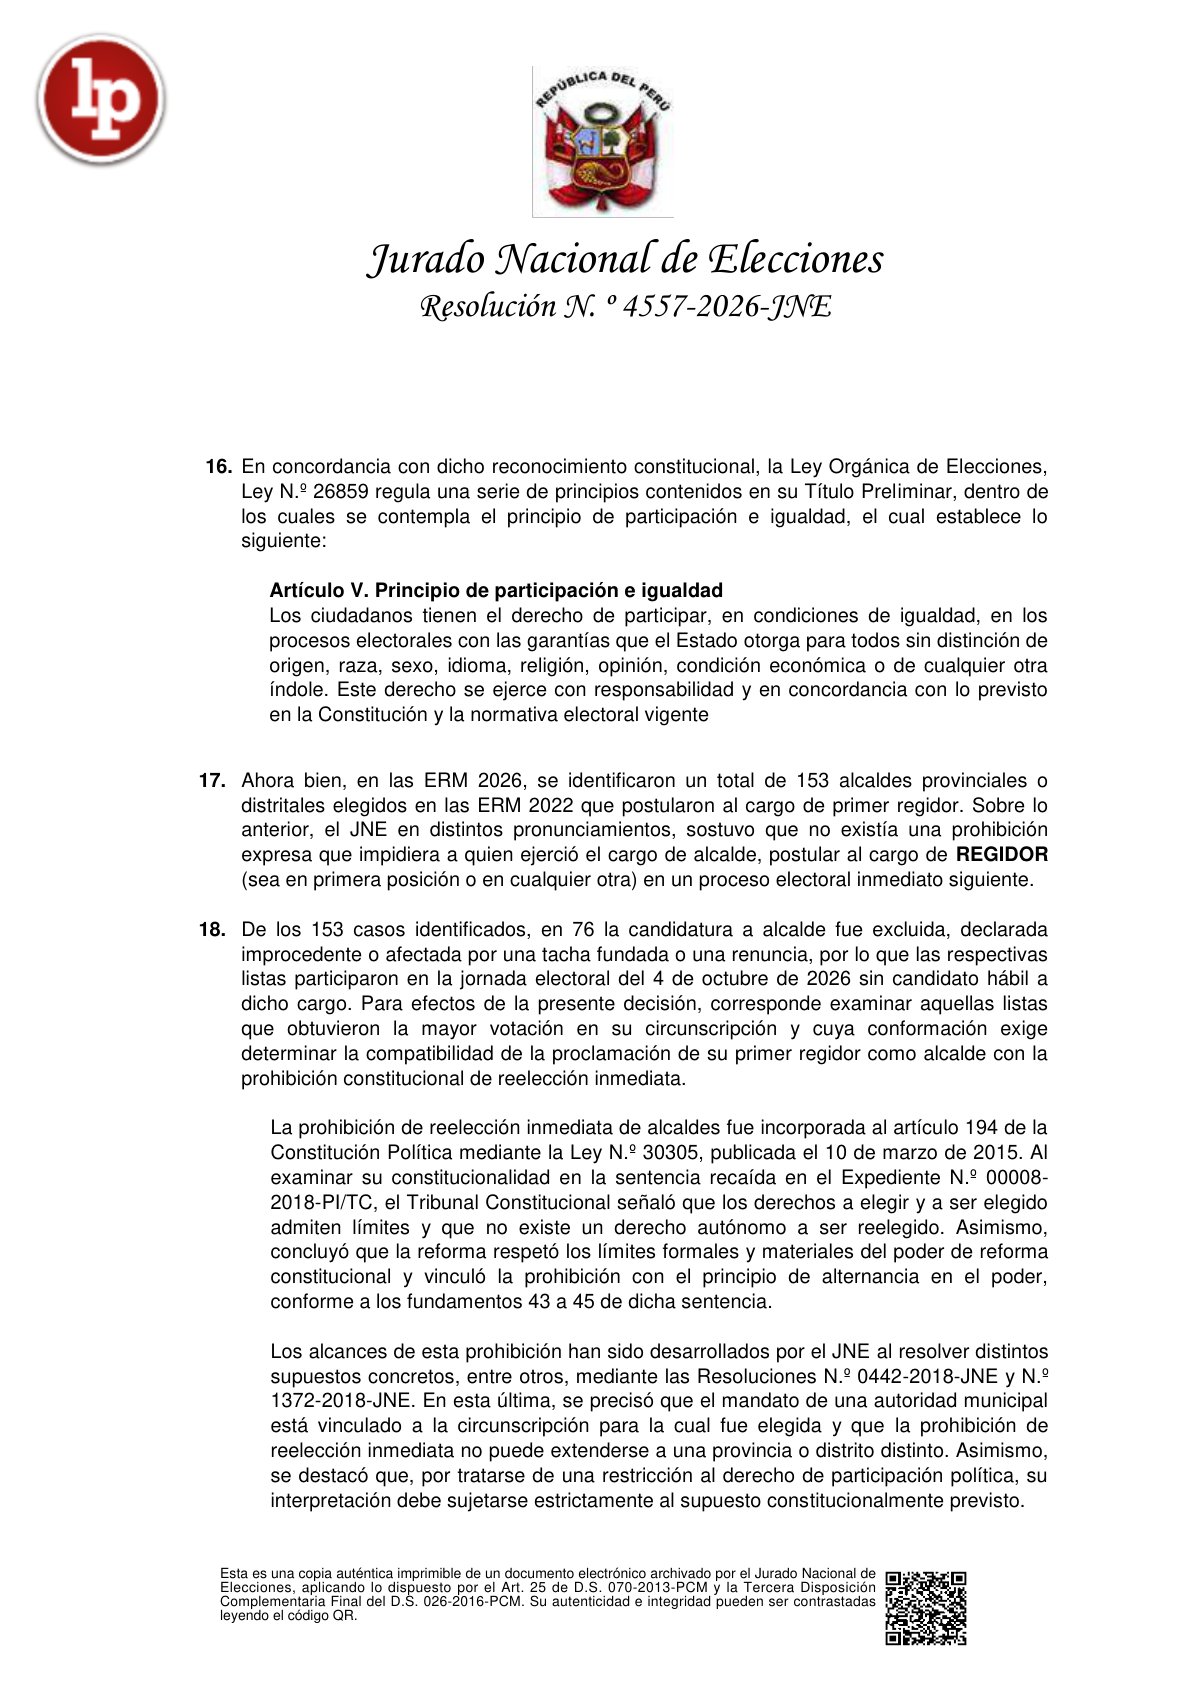 lp
REPÚBLICA DEL PERÚ
Jurado Nacional de Elecciones
Resolución N. º 4557-2026-JNE
16. En concordancia con dicho reconocimiento constitucional, la Ley Orgánica de Elecciones,
Ley N.º 26859 regula una serie de principios contenidos en su Título Preliminar, dentro de
los cuales se contempla el principio de participación e igualdad, el cual establece lo
siguiente:
Artículo V. Principio de participación e igualdad
Los ciudadanos tienen el derecho de participar, en condiciones de igualdad, en los
procesos electorales con las garantías que el Estado otorga para todos sin distinción de
origen, raza, sexo, idioma, religión, opinión, condición económica o de cualquier otra
índole. Este derecho se ejerce con responsabilidad y en concordancia con lo previsto
en la Constitución y la normativa electoral vigente
17. Ahora bien, en las ERM 2026, se identificaron un total de 153 alcaldes provinciales o
distritales elegidos en las ERM 2022 que postularon al cargo de primer regidor. Sobre lo
anterior, el JNE en distintos pronunciamientos, sostuvo que no existía una prohibición
expresa que impidiera a quien ejerció el cargo de alcalde, postular al cargo de REGIDOR
(sea en primera posición o en cualquier otra) en un proceso electoral inmediato siguiente.
18. De los 153 casos identificados, en 76 la candidatura a alcalde fue excluida, declarada
improcedente o afectada por una tacha fundada o una renuncia, por lo que las respectivas
listas participaron en la jornada electoral del 4 de octubre de 2026 sin candidato hábil a
dicho cargo. Para efectos de la presente decisión, corresponde examinar aquellas listas
que obtuvieron la mayor votación en su circunscripción y cuya conformación exige
determinar la compatibilidad de la proclamación de su primer regidor como alcalde con la
prohibición constitucional de reelección inmediata.
La prohibición de reelección inmediata de alcaldes fue incorporada al artículo 194 de la
Constitución Política mediante la Ley N.º 30305, publicada el 10 de marzo de 2015. Al
examinar su constitucionalidad en la sentencia recaída en el Expediente N.º 00008-
2018-PI/TC, el Tribunal Constitucional señaló que los derechos a elegir y a ser elegido
admiten límites y que no existe un derecho autónomo a ser reelegido. Asimismo,
concluyó que la reforma respetó los límites formales y materiales del poder de reforma
constitucional y vinculó la prohibición con el principio de alternancia en el poder,
conforme a los fundamentos 43 a 45 de dicha sentencia.
Los alcances de esta prohibición han sido desarrollados por el JNE al resolver distintos
supuestos concretos, entre otros, mediante las Resoluciones N.º 0442-2018-JNE y N.º
1372-2018-JNE. En esta última, se precisó que el mandato de una autoridad municipal
está vinculado a la circunscripción para la cual fue elegida y que la prohibición de
reelección inmediata no puede extenderse a una provincia o distrito distinto. Asimismo,
se destacó que, por tratarse de una restricción al derecho de participación política, su
interpretación debe sujetarse estrictamente al supuesto constitucionalmente previsto.
Esta es una copia auténtica imprimible de un documento electrónico archivado por el Jurado Nacional de
Elecciones, aplicando lo dispuesto por el Art. 25 de D.S. 070-2013-PCM y la Tercera Disposición
Complementaria Final del D.S. 026-2016-PCM. Su autenticidad e integridad pueden ser contrastadas
leyendo el código QR.